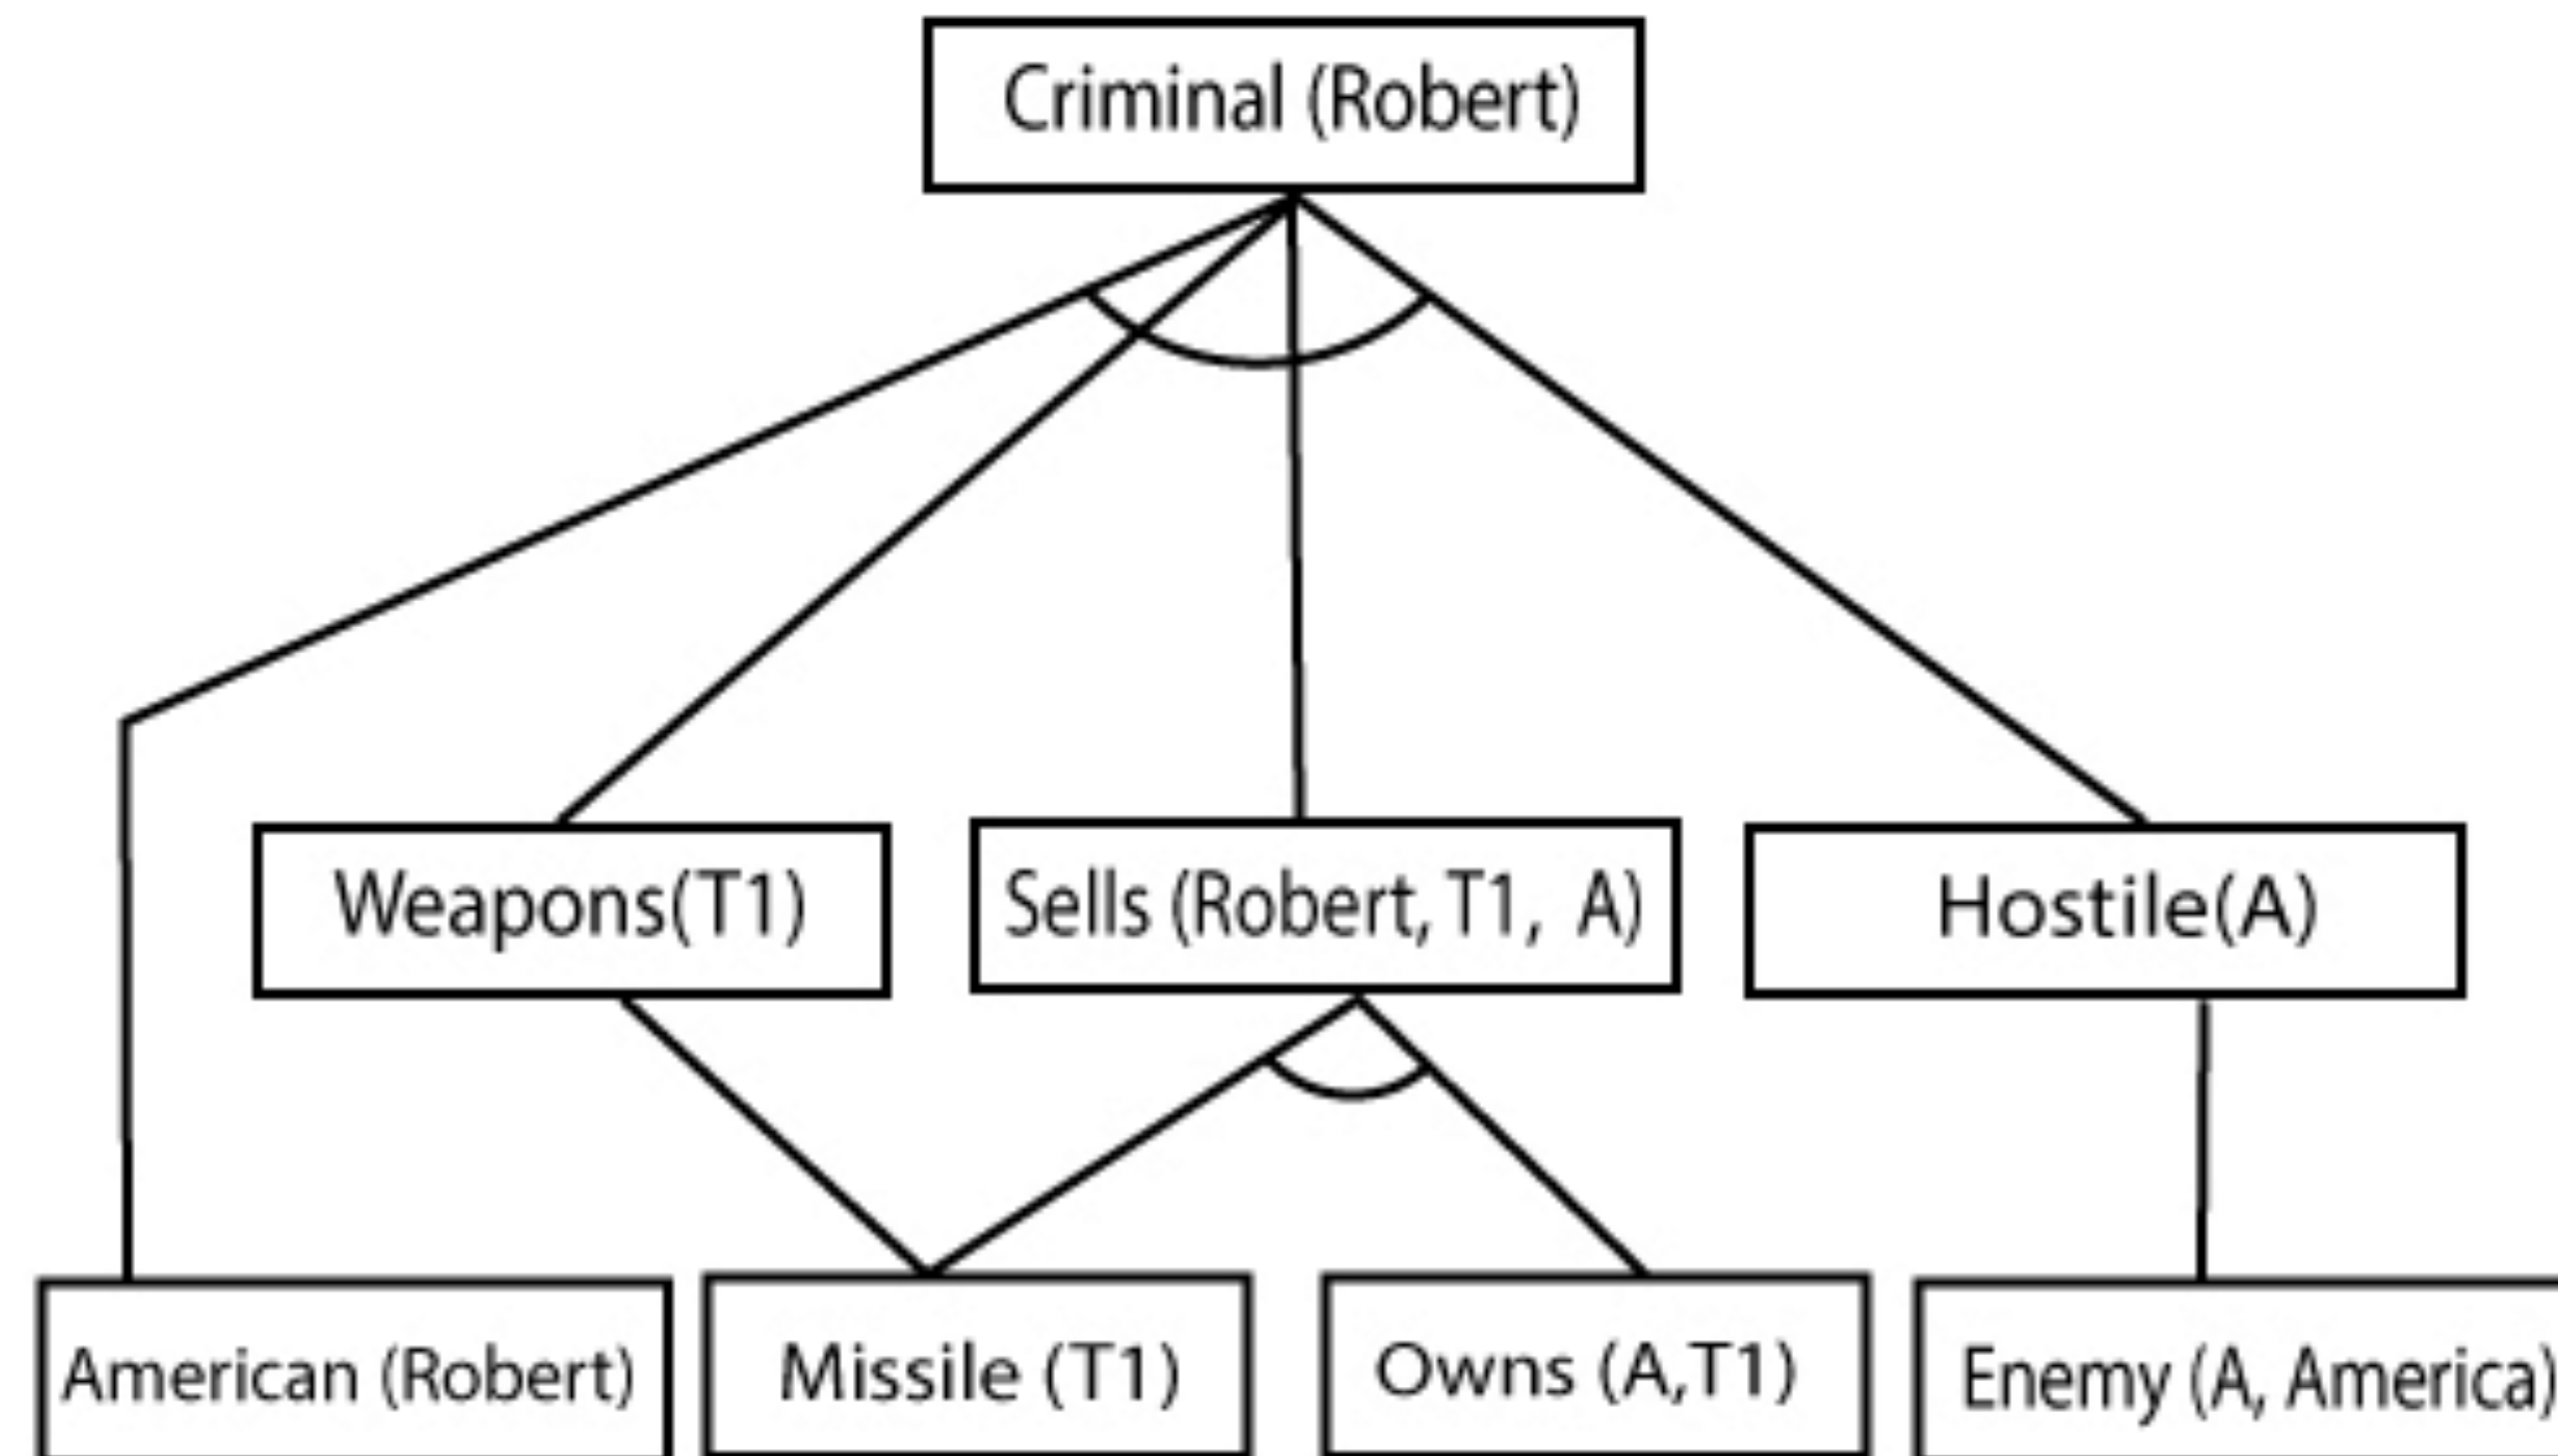 Criminal (Robert)
Weapons(T1)
Sells (Robert, T1, A)
Hostile(A)
American (Robert)
Missile (T1)
Owns (A,T1)
Enemy (A, America)